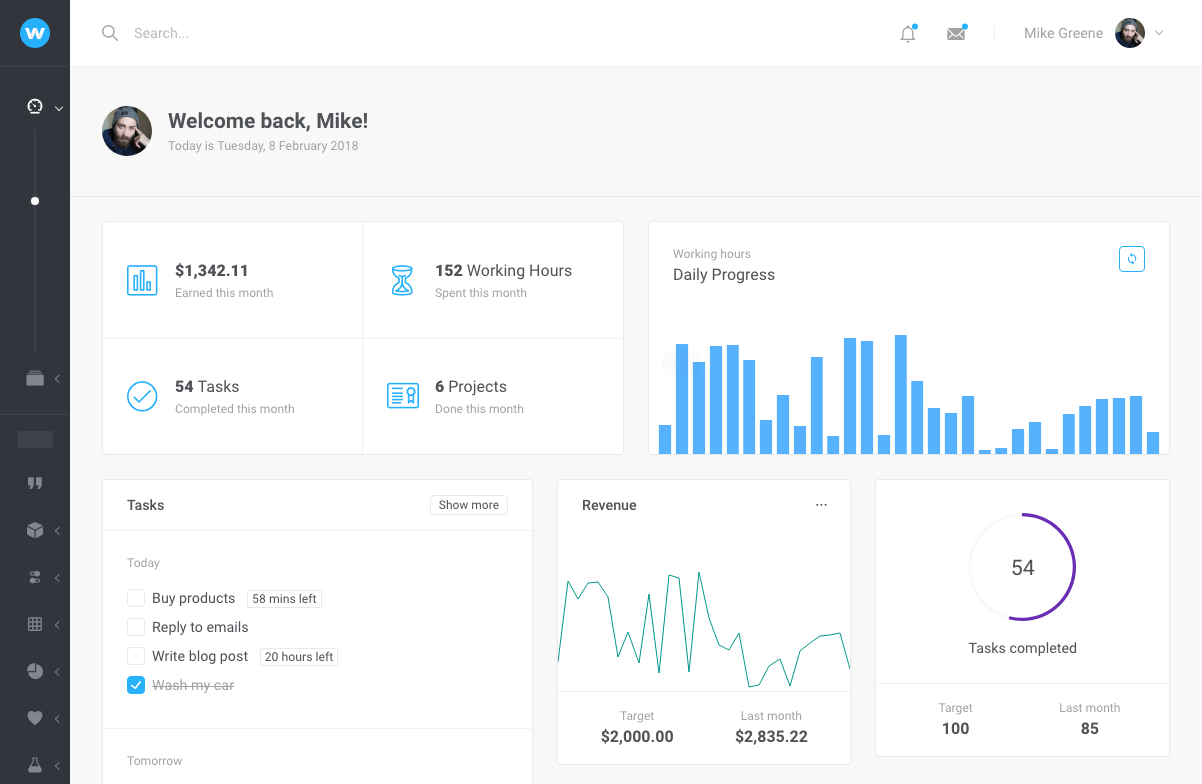 W
Search...
Mike Greene
Welcome back, Mike!
Today is Tuesday, 8 February 2018
$1,342.11
Earned this month
152 Working Hours
Spent this month
54 Tasks
Completed this month
6 Projects
Done this month
Working hours
Daily Progress
Tasks
Show more
Today
Buy products
58 mins left
Reply to emails
Write blog post
20 hours left
Wash my car
Tomorrow
Revenue
...
Target
$2,000.00
Last month
$2,835.22
54
Tasks completed
Target
100
Last month
85